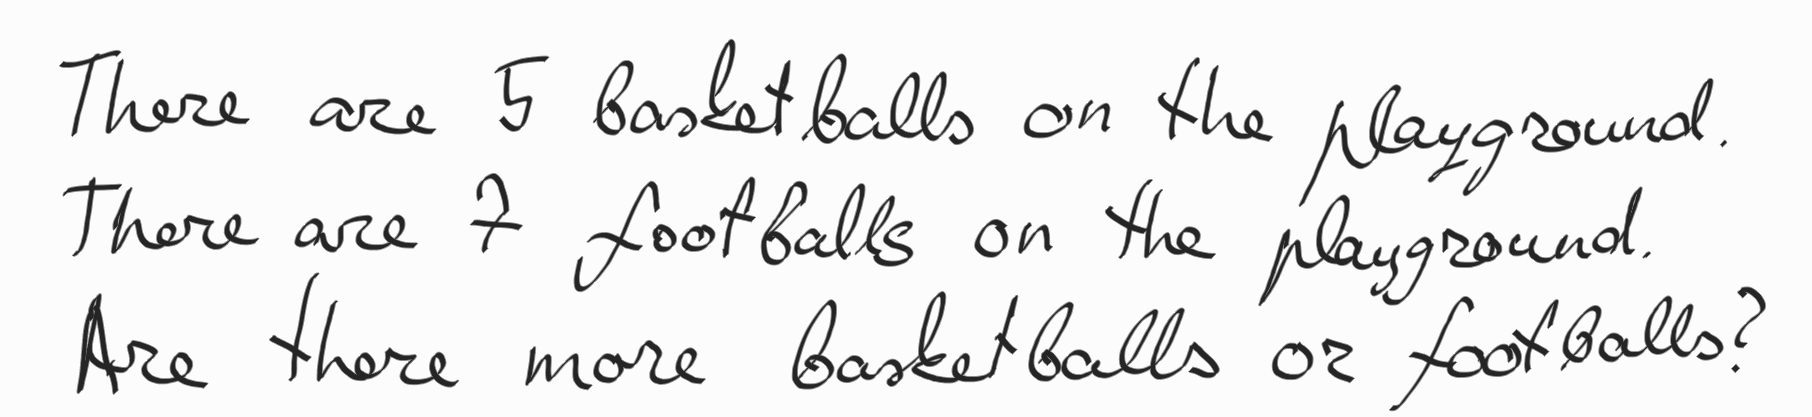 There are 5 basketballs on the playground.
There are 7 footballs on the playground.
Are there more basketballs or footballs?